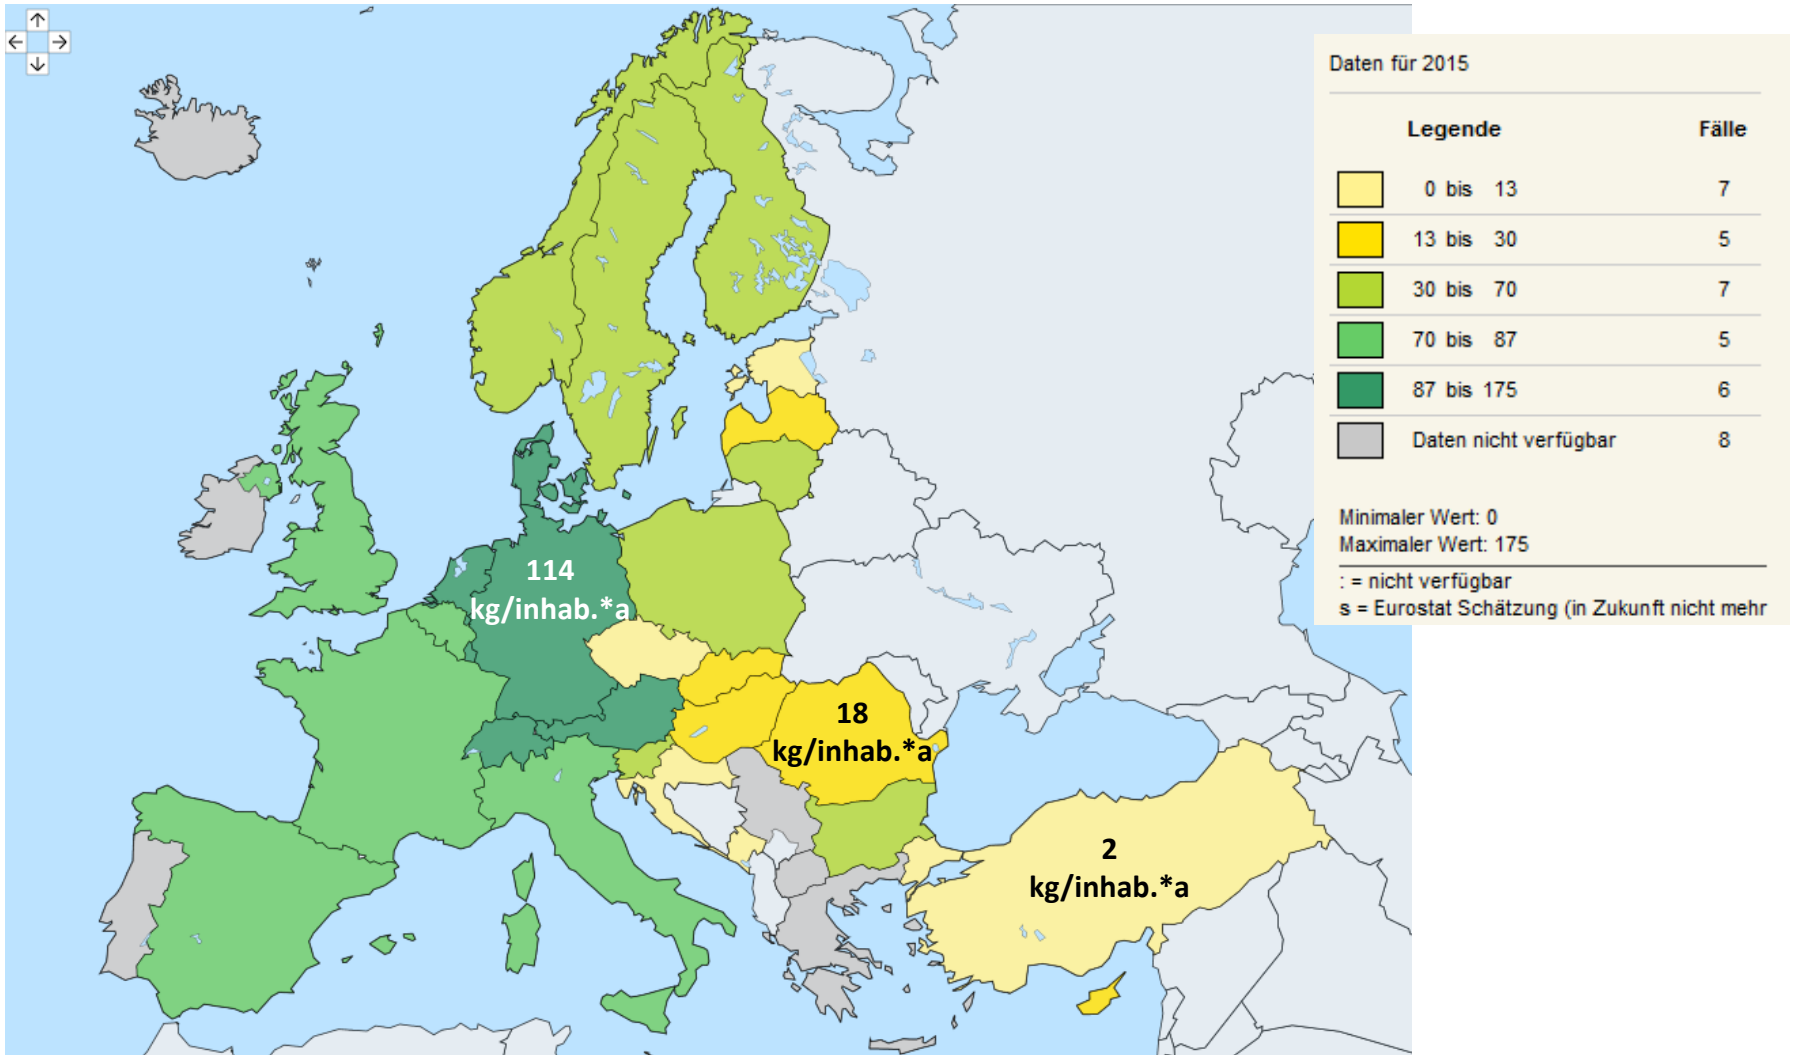 Daten für 2015
Legende Fälle
0 bis 13 7
13 bis 30 5
30 bis 70 7
70 bis 87 5
87 bis 175 6
Daten nicht verfügbar 8
Minimaler Wert: 0
Maximaler Wert: 175
: = nicht verfügbar
s = Eurostat Schätzung (in Zukunft nicht mehr
114
kg/inhab.*a
18
kg/inhab.*a
2
kg/inhab.*a